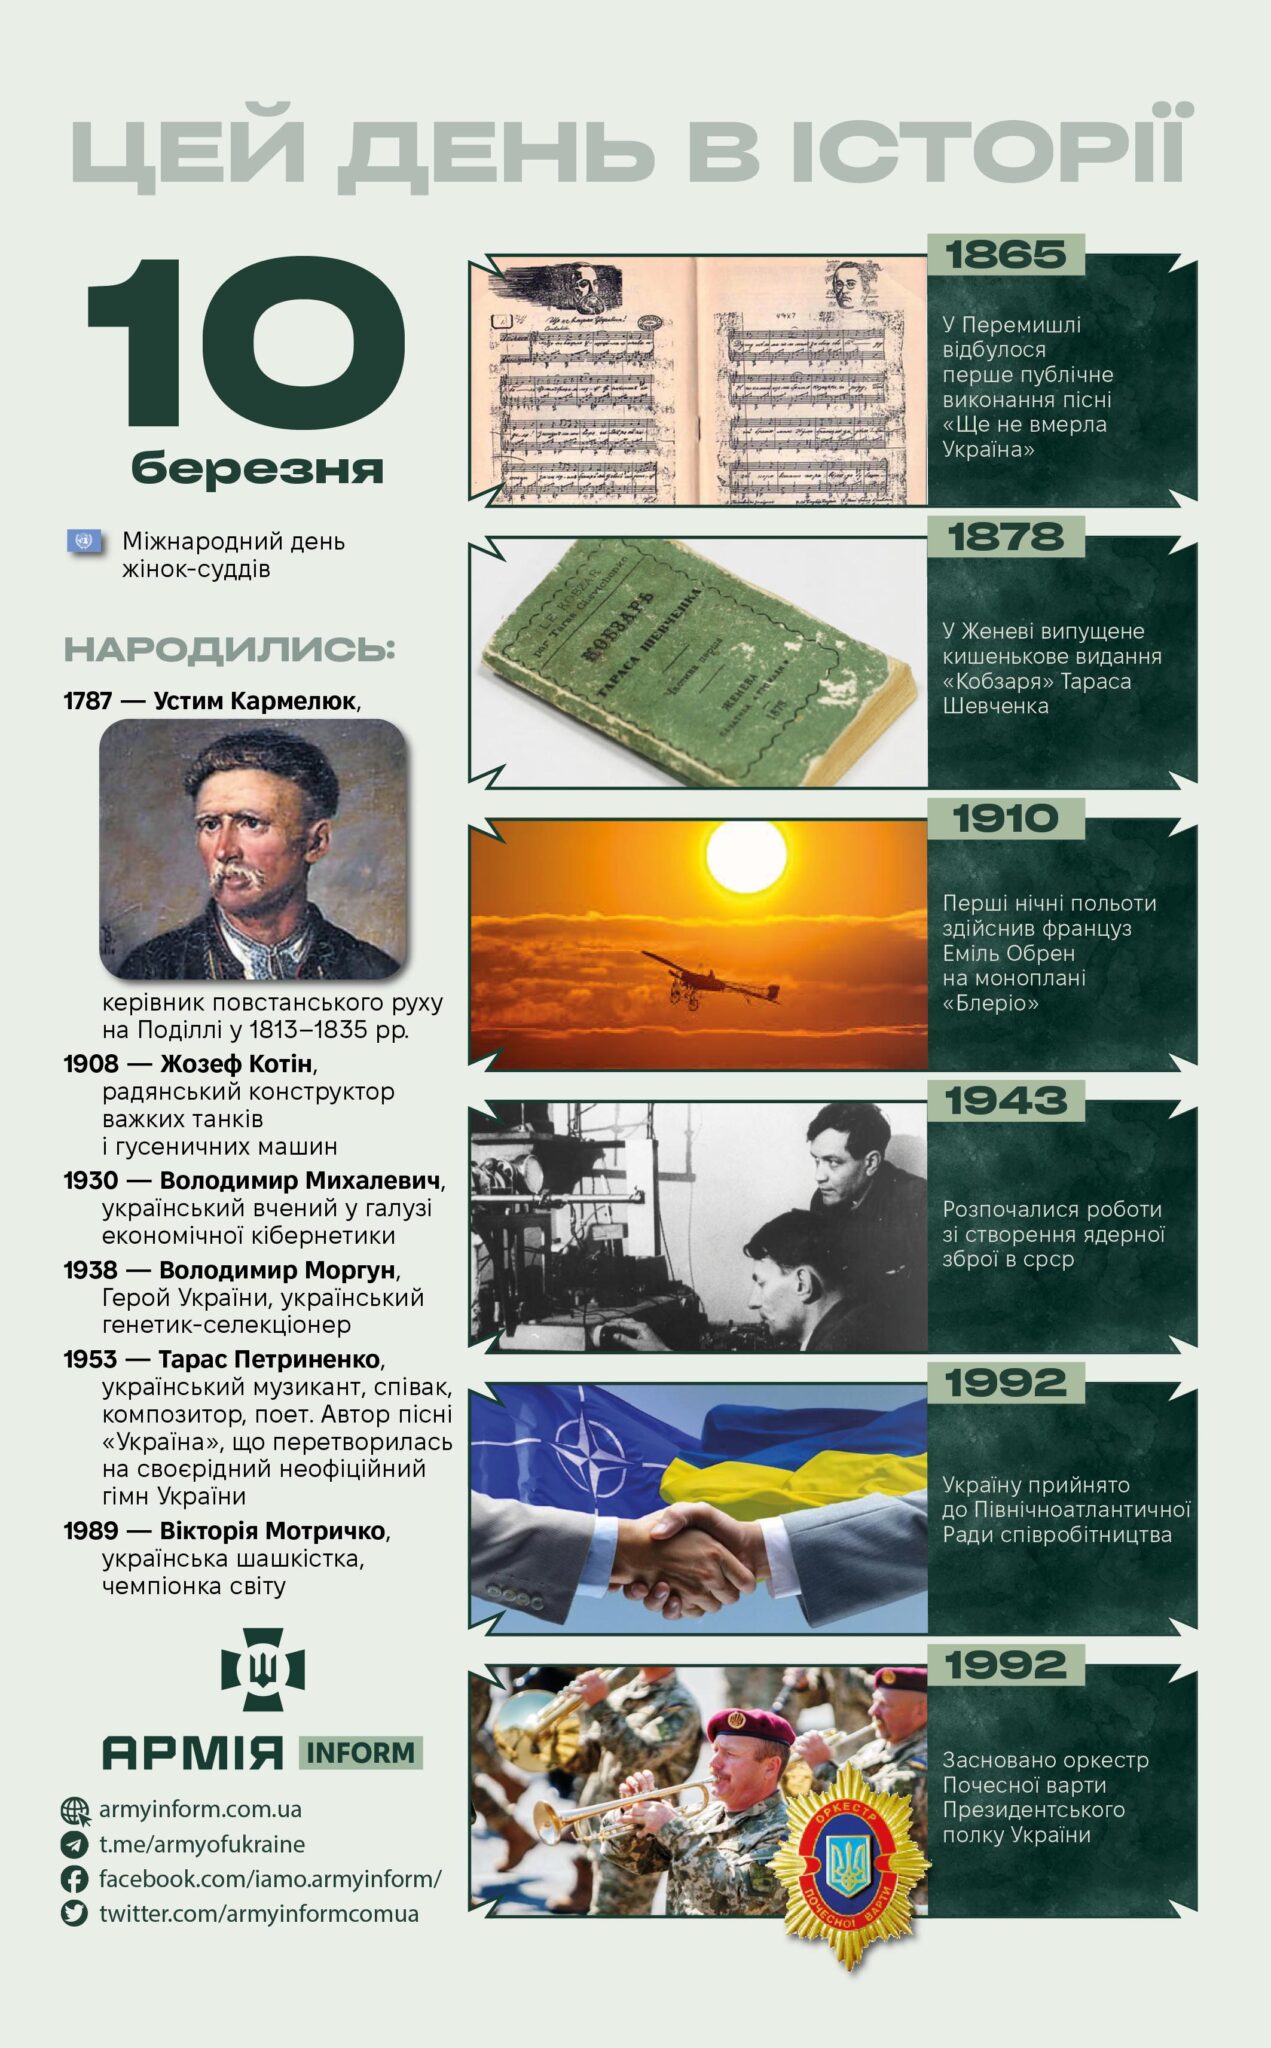 ЦЕЙ ДЕНЬ В ІСТОРІЇ
10
березня
Міжнародний день
жінок-суддів
НАРОДИЛИСЬ:
1787 — Устим Кармелюк,
керівник повстанського руху
на Поділлі у 1813–1835 рр.
1908 — Жозеф Котін,
радянський конструктор
важких танків
і гусеничних машин
1930 — Володимир Михалевич,
український вчений у галузі
економічної кібернетики
1938 — Володимир Моргун,
Герой України, український
генетик-селекціонер
1953 — Тарас Петриненко,
український музикант, співак,
композитор, поет. Автор пісні
«Україна», що перетворилась
на своєрідний неофіційний
гімн України
1989 — Вікторія Мотричко,
українська шашкістка,
чемпіонка світу
АРМІЯ INFORM
armyinform.com.ua
t.me/armyofukraine
facebook.com/iamo.armyinform/
twitter.com/armyinformcomua
1865
У Перемишлі
відбулося
перше публічне
виконання пісні
«Ще не вмерла
Україна»
1878
LE KOBZAR
par Taras Chevtchenko
КОБЗАРЬ
ТАРАСА ШЕВЧЕНКА
ЖЕНЕВА
1878
У Женеві випущене
кишенькове видання
«Кобзаря» Тараса
Шевченка
1910
Перші нічні польоти
здійснив француз
Еміль Обрен
на моноплані
«Блеріо»
1943
Розпочалися роботи
зі створення ядерної
зброї в срср
1992
Україну прийнято
до Північноатлантичної
Ради співробітництва
1992
Засновано оркестр
Почесної варти
Президентського
полку України
ОРКЕСТР
ПОЧЕСНОЇ ВАРТИ